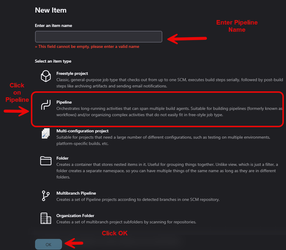 New Item
Enter an item name
Enter Pipeline
Name
» This field cannot be empty, please enter a valid name
Select an item type
Freestyle project
Classic, general-purpose job type that checks out from up to one SCM, executes build steps serially, followed by post-build
steps like archiving artifacts and sending email notifications.
Click
on
Pipeline
Pipeline
Orchestrates long-running activities that can span multiple build agents. Suitable for building pipelines (formerly known as
workflows) and/or organizing complex activities that do not easily fit in free-style job type.
Multi-configuration project
Suitable for projects that need a large number of different configurations, such as testing on multiple environments,
platform-specific builds, etc.
Folder
Creates a container that stores nested items in it. Useful for grouping things together. Unlike view, which is just a filter, a
folder creates a separate namespace, so you can have multiple things of the same name as long as they are in different
folders.
Multibranch Pipeline
Creates a set of Pipeline projects according to detected branches in one SCM repository.
Organization Folder
Creates a set of multibranch project subfolders by scanning for repositories.
Click OK
OK